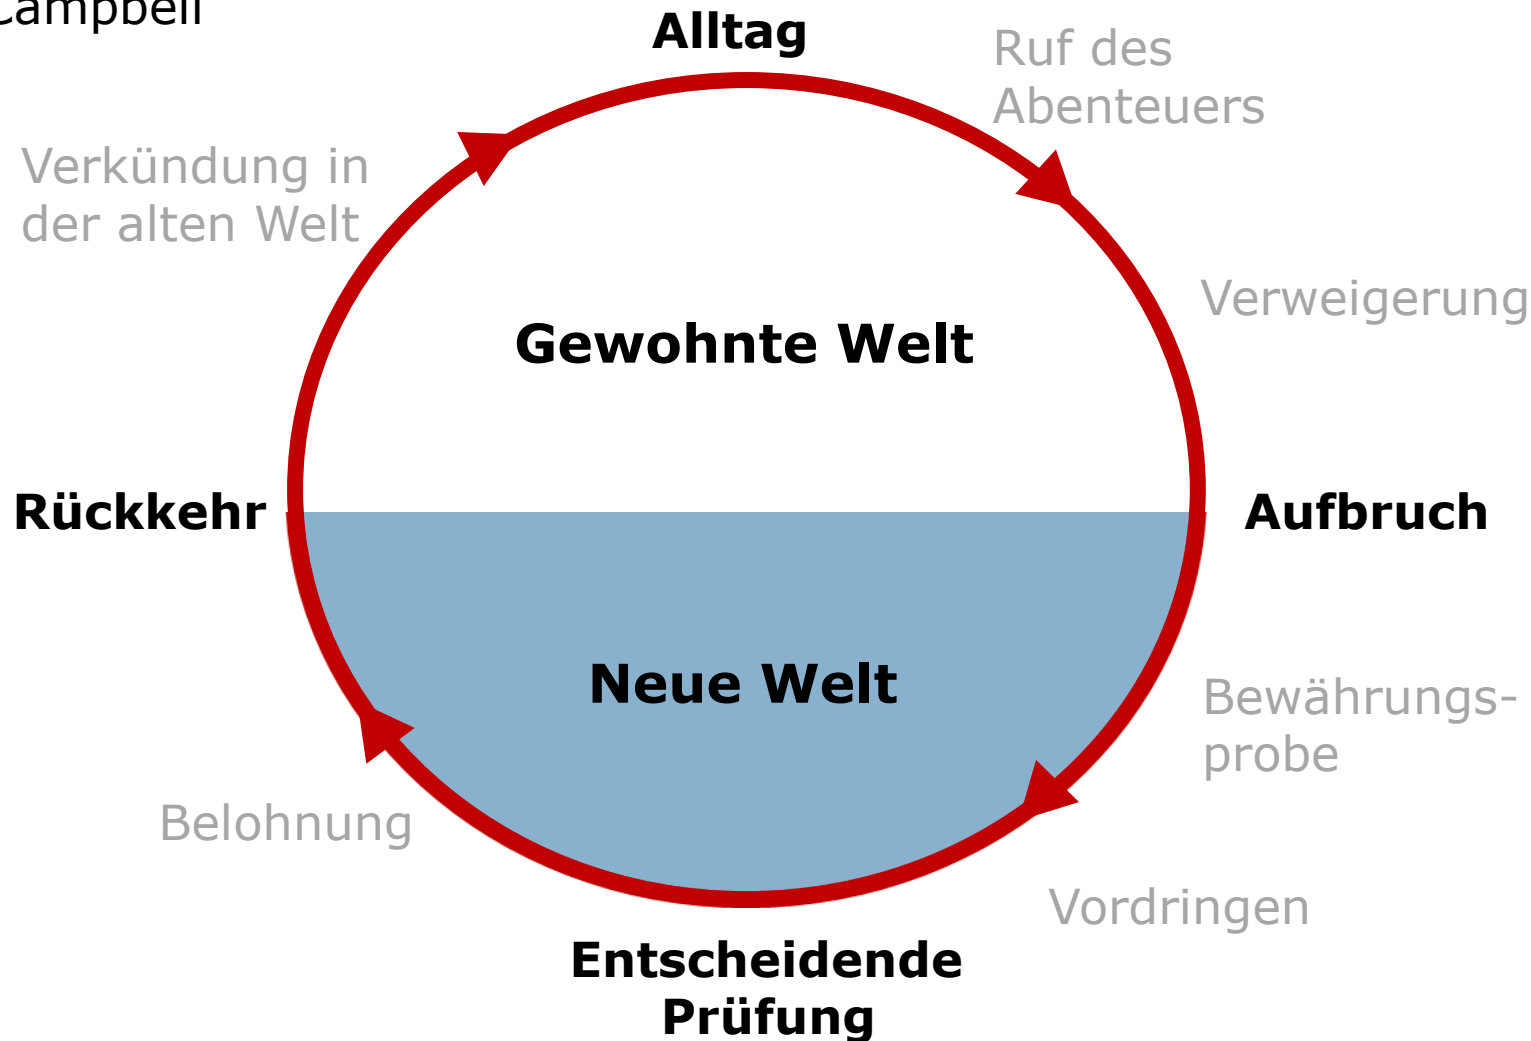 Campbell
Alltag
Ruf des
Abenteuers
Verkündung in
der alten Welt
Verweigerung
Gewohnte Welt
Rückkehr
Aufbruch
Neue Welt
Bewährungs-
probe
Belohnung
Vordringen
Entscheidende
Prüfung